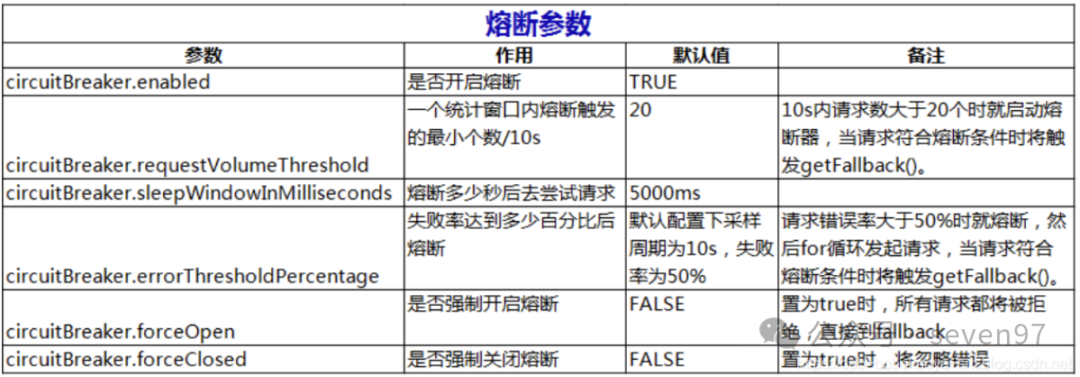 熔断参数
参数 作用 默认值 备注
circuitBreaker.enabled 是否开启熔断 TRUE
一个统计窗口内熔断触发 20 10s内请求数大于20个时就启动熔
的最小个数/10s 断器，当请求符合熔断条件时将触
circuitBreaker.requestVolumeThreshold 发getFallback()。
circuitBreaker.sleepWindowInMilliseconds 熔断多少秒后去尝试请求 5000ms
失败率达到多少百分比后 默认配置下采样 请求错误率大于50%时就熔断，然
熔断 周期为10s，失败 后for循环发起请求，当请求符合
circuitBreaker.errorThresholdPercentage 率为50% 熔断条件时将触发getFallback()。
是否强制开启熔断 FALSE 置为true时，所有请求都将被拒
circuitBreaker.forceOpen 绝，直接到fallback
公众号 seven97
circuitBreaker.forceClosed 是否强制关闭熔断 FALSE 置为true时，将忽略错误
blog.csdn.net